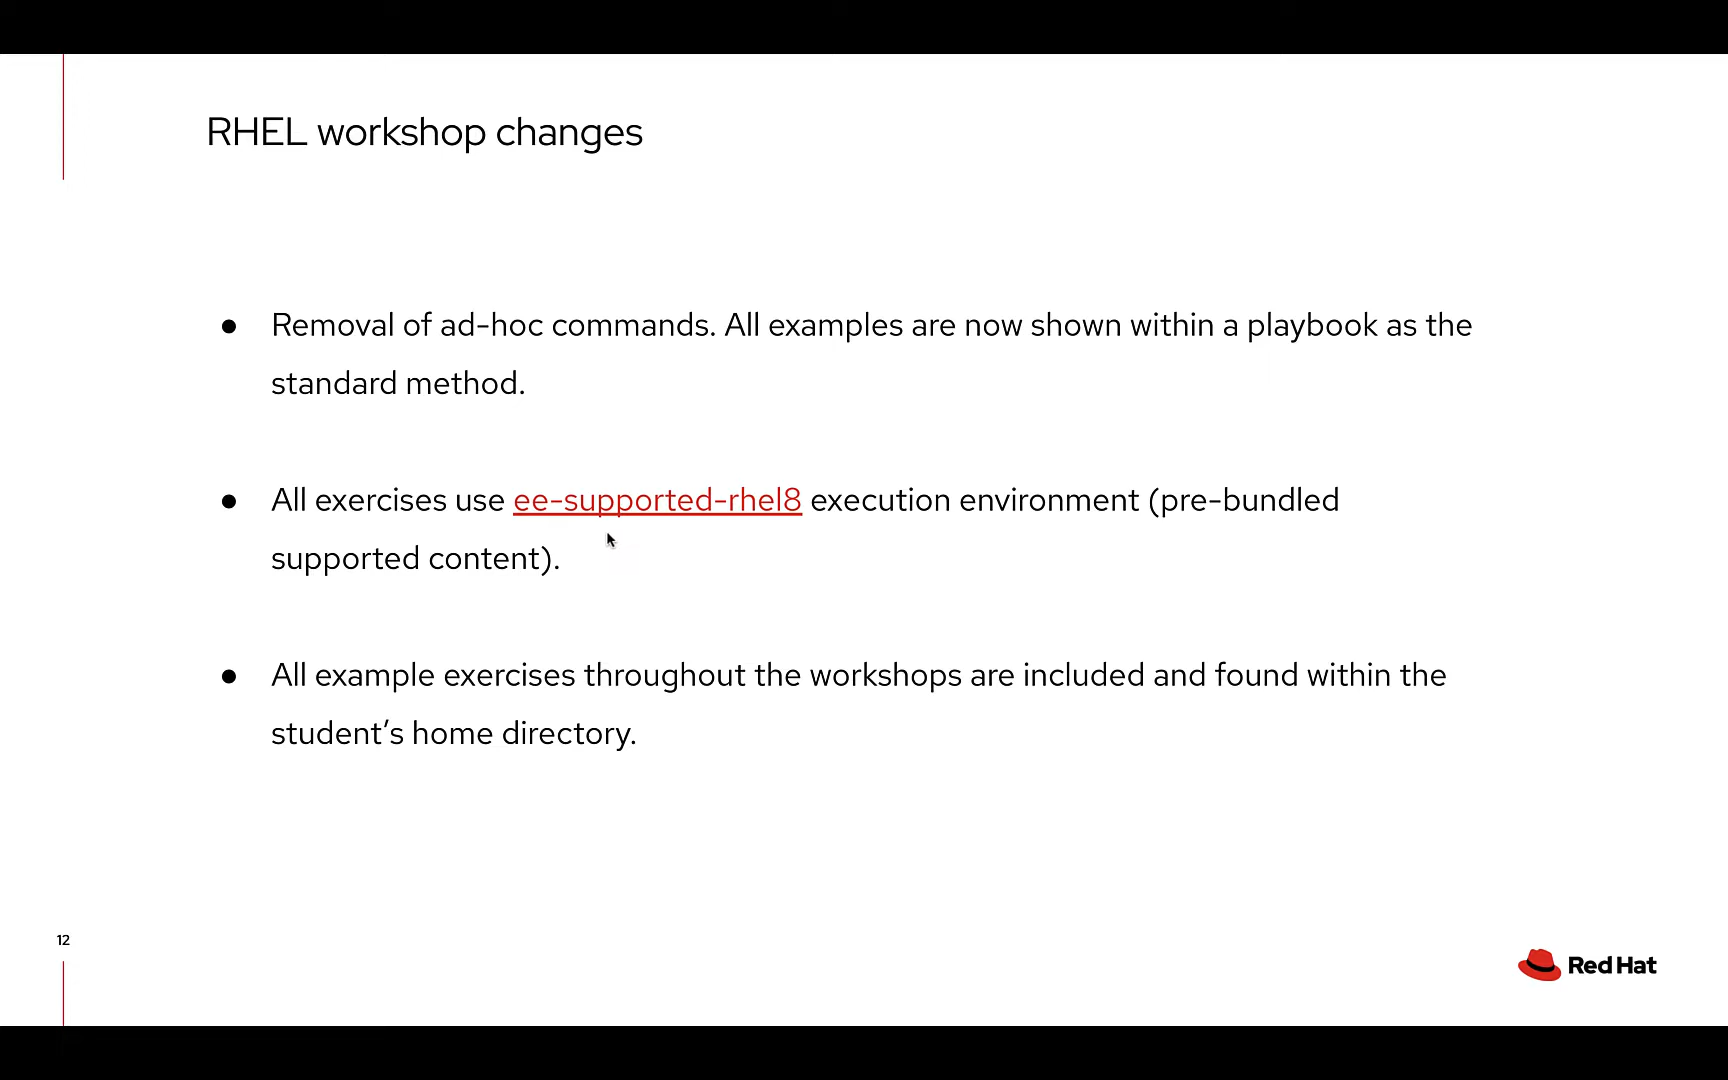 RHEL workshop changes
● Removal of ad-hoc commands. All examples are now shown within a playbook as the
standard method.
● All exercises use ee-supported-rhel8 execution environment (pre-bundled
supported content).
● All example exercises throughout the workshops are included and found within the
student’s home directory.
12
Red Hat